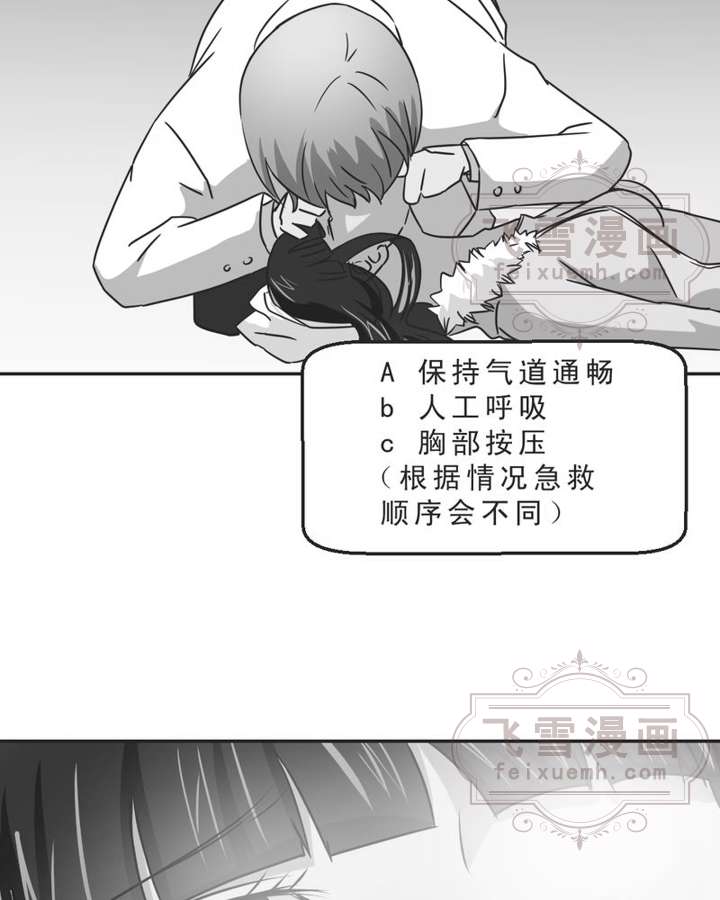 飞雪漫画
feixuemh.com
A 保持气道通畅
b 人工呼吸
c 胸部按压
（根据情况急救
顺序会不同）
飞雪漫画
feixuemh.com